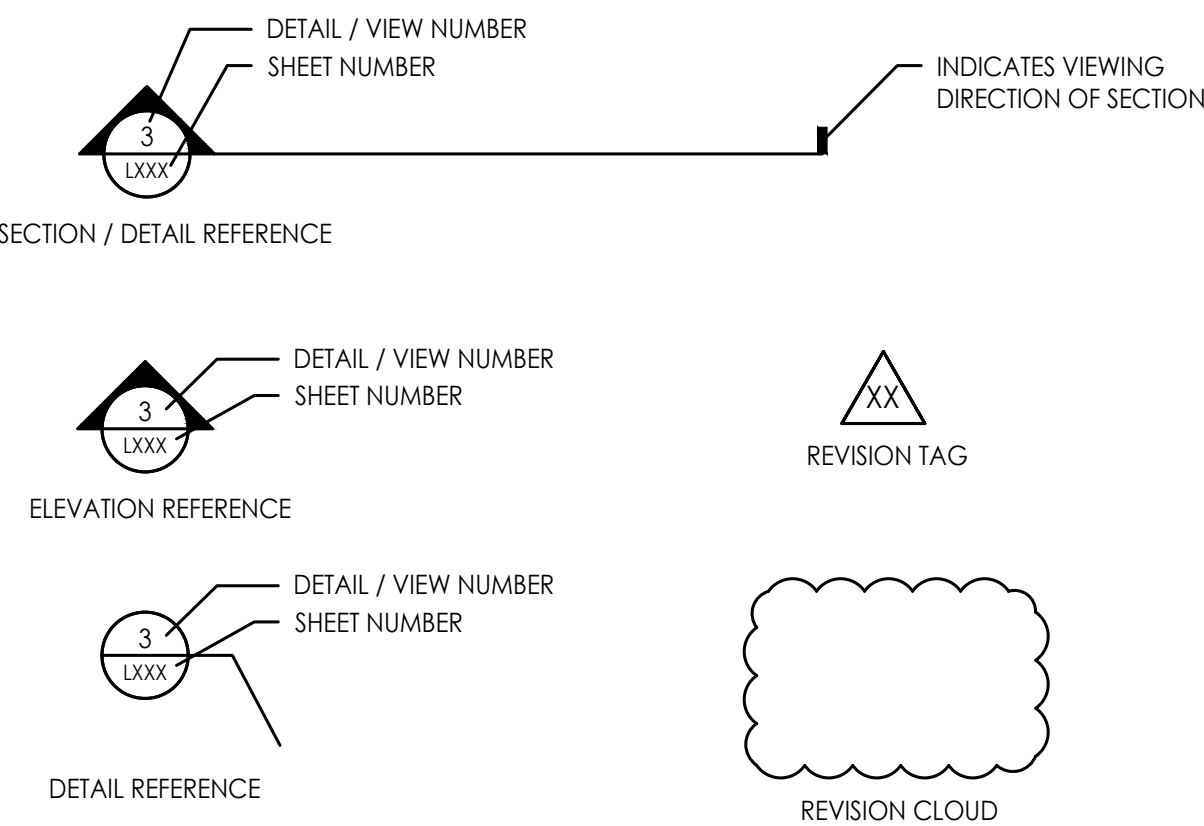 DETAIL / VIEW NUMBER
SHEET NUMBER
INDICATES VIEWING
DIRECTION OF SECTION
3
LXXX
SECTION / DETAIL REFERENCE
DETAIL / VIEW NUMBER
SHEET NUMBER
3
LXXX
ELEVATION REFERENCE
XX
REVISION TAG
DETAIL / VIEW NUMBER
SHEET NUMBER
3
LXXX
DETAIL REFERENCE
REVISION CLOUD